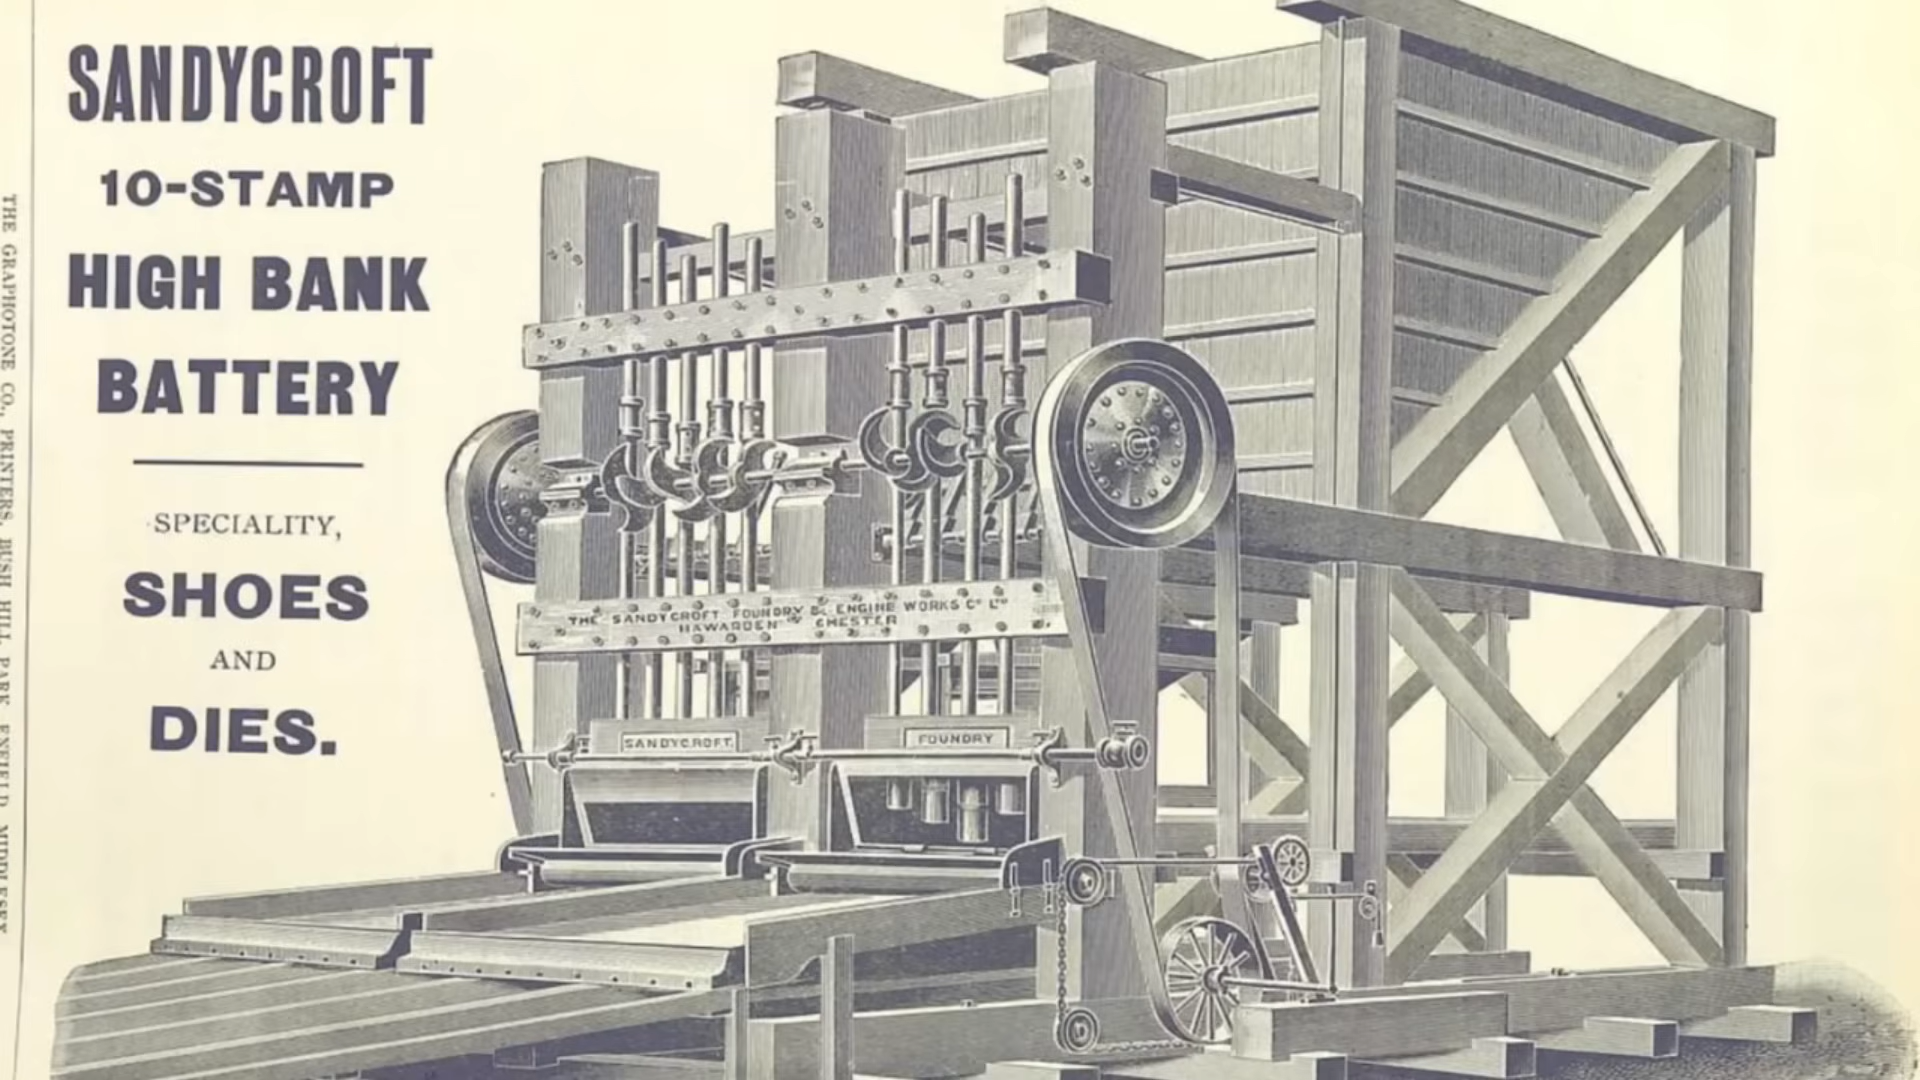 SANDYCROFT
10-STAMP
HIGH BANK
BATTERY
SPECIALITY,
SHOES
AND
DIES.
THE GRAPHOTONE CO., PRINTERS, BUSH HILL PARK, ENFIELD, MIDDLESEX
THE SANDYCROFT FOUNDRY & ENGINE WORKS Cº Lᵀᴰ
HAWARDEN Nᴿ CHESTER
SANDYCROFT.
FOUNDRY